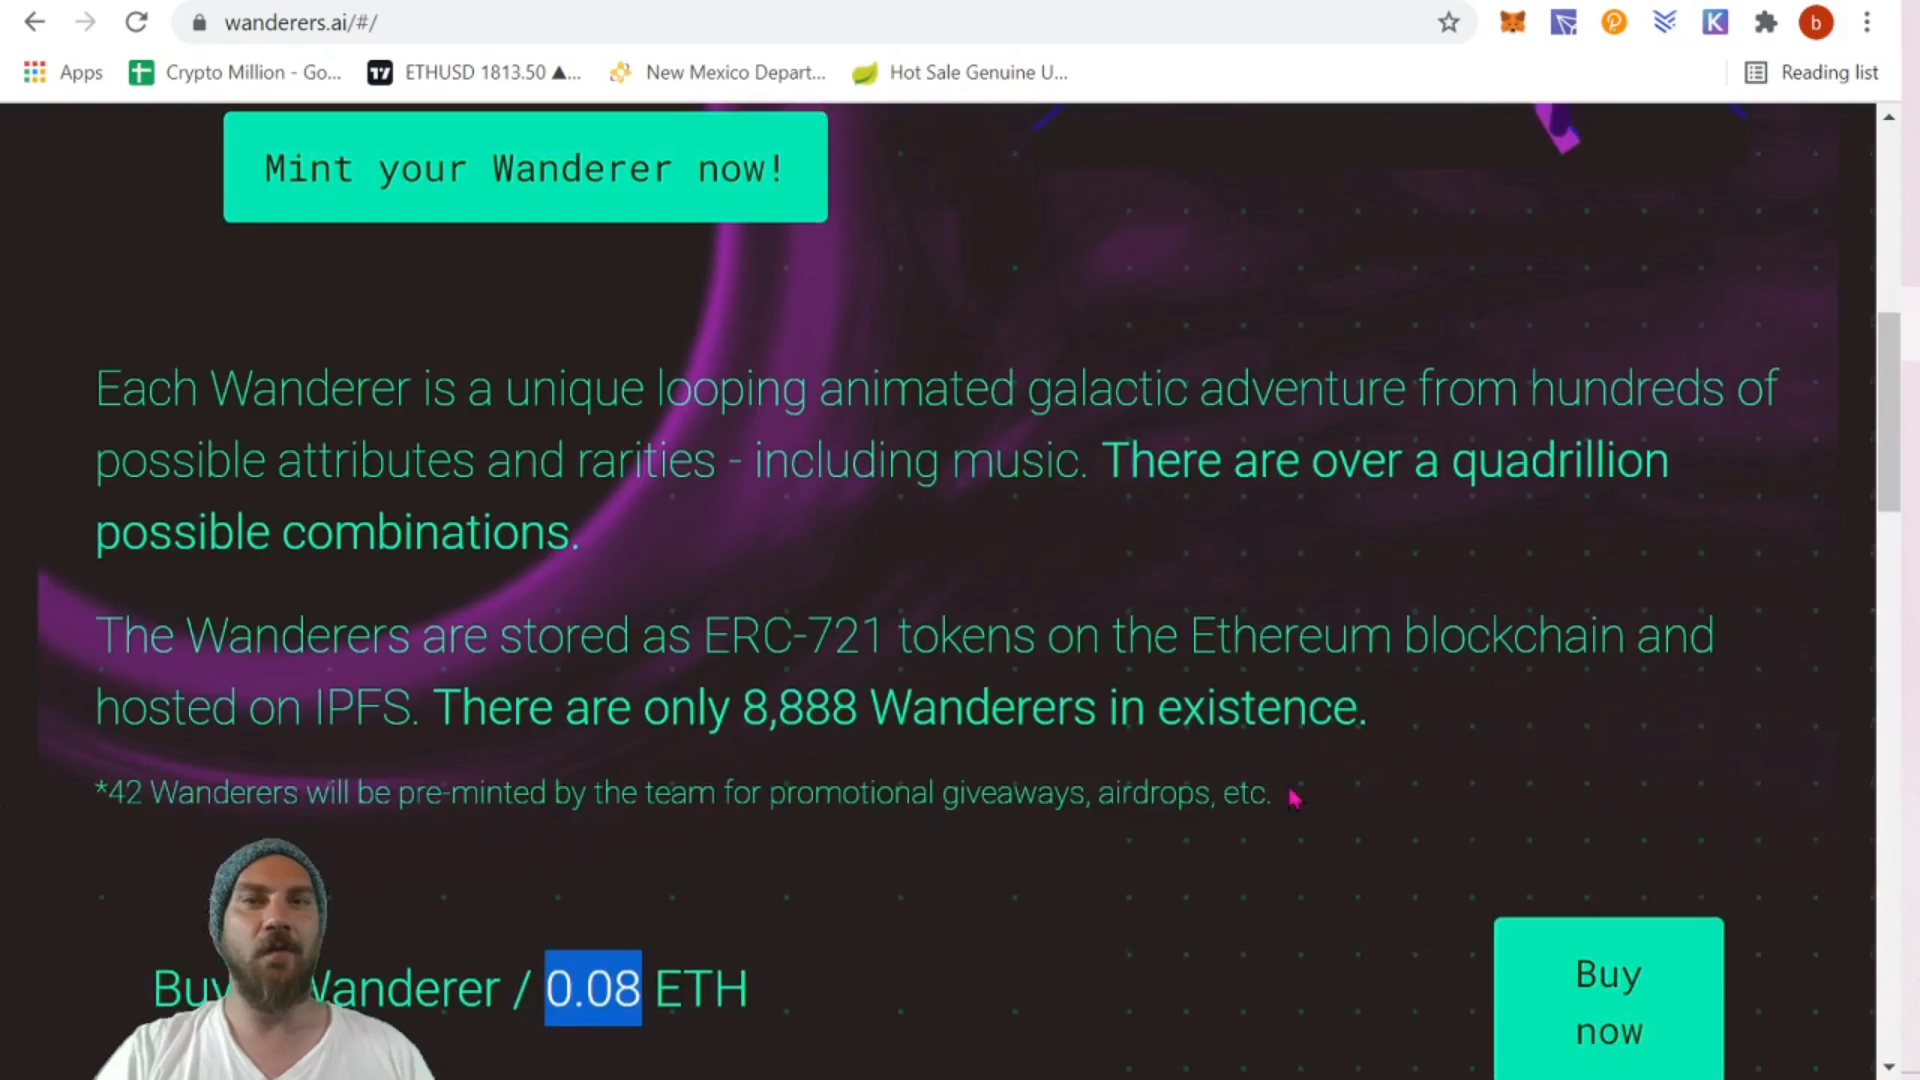 wanderers.ai/#/
b
Apps
Crypto Million - Go...
ETHUSD 1813.50 ▲...
New Mexico Depart...
Hot Sale Genuine U...
Reading list
Mint your Wanderer now!
Each Wanderer is a unique looping animated galactic adventure from hundreds of
possible attributes and rarities - including music. There are over a quadrillion
possible combinations.
The Wanderers are stored as ERC-721 tokens on the Ethereum blockchain and
hosted on IPFS. There are only 8,888 Wanderers in existence.
*42 Wanderers will be pre-minted by the team for promotional giveaways, airdrops, etc.
Buy Wanderer / 0.08 ETH
Buy
now